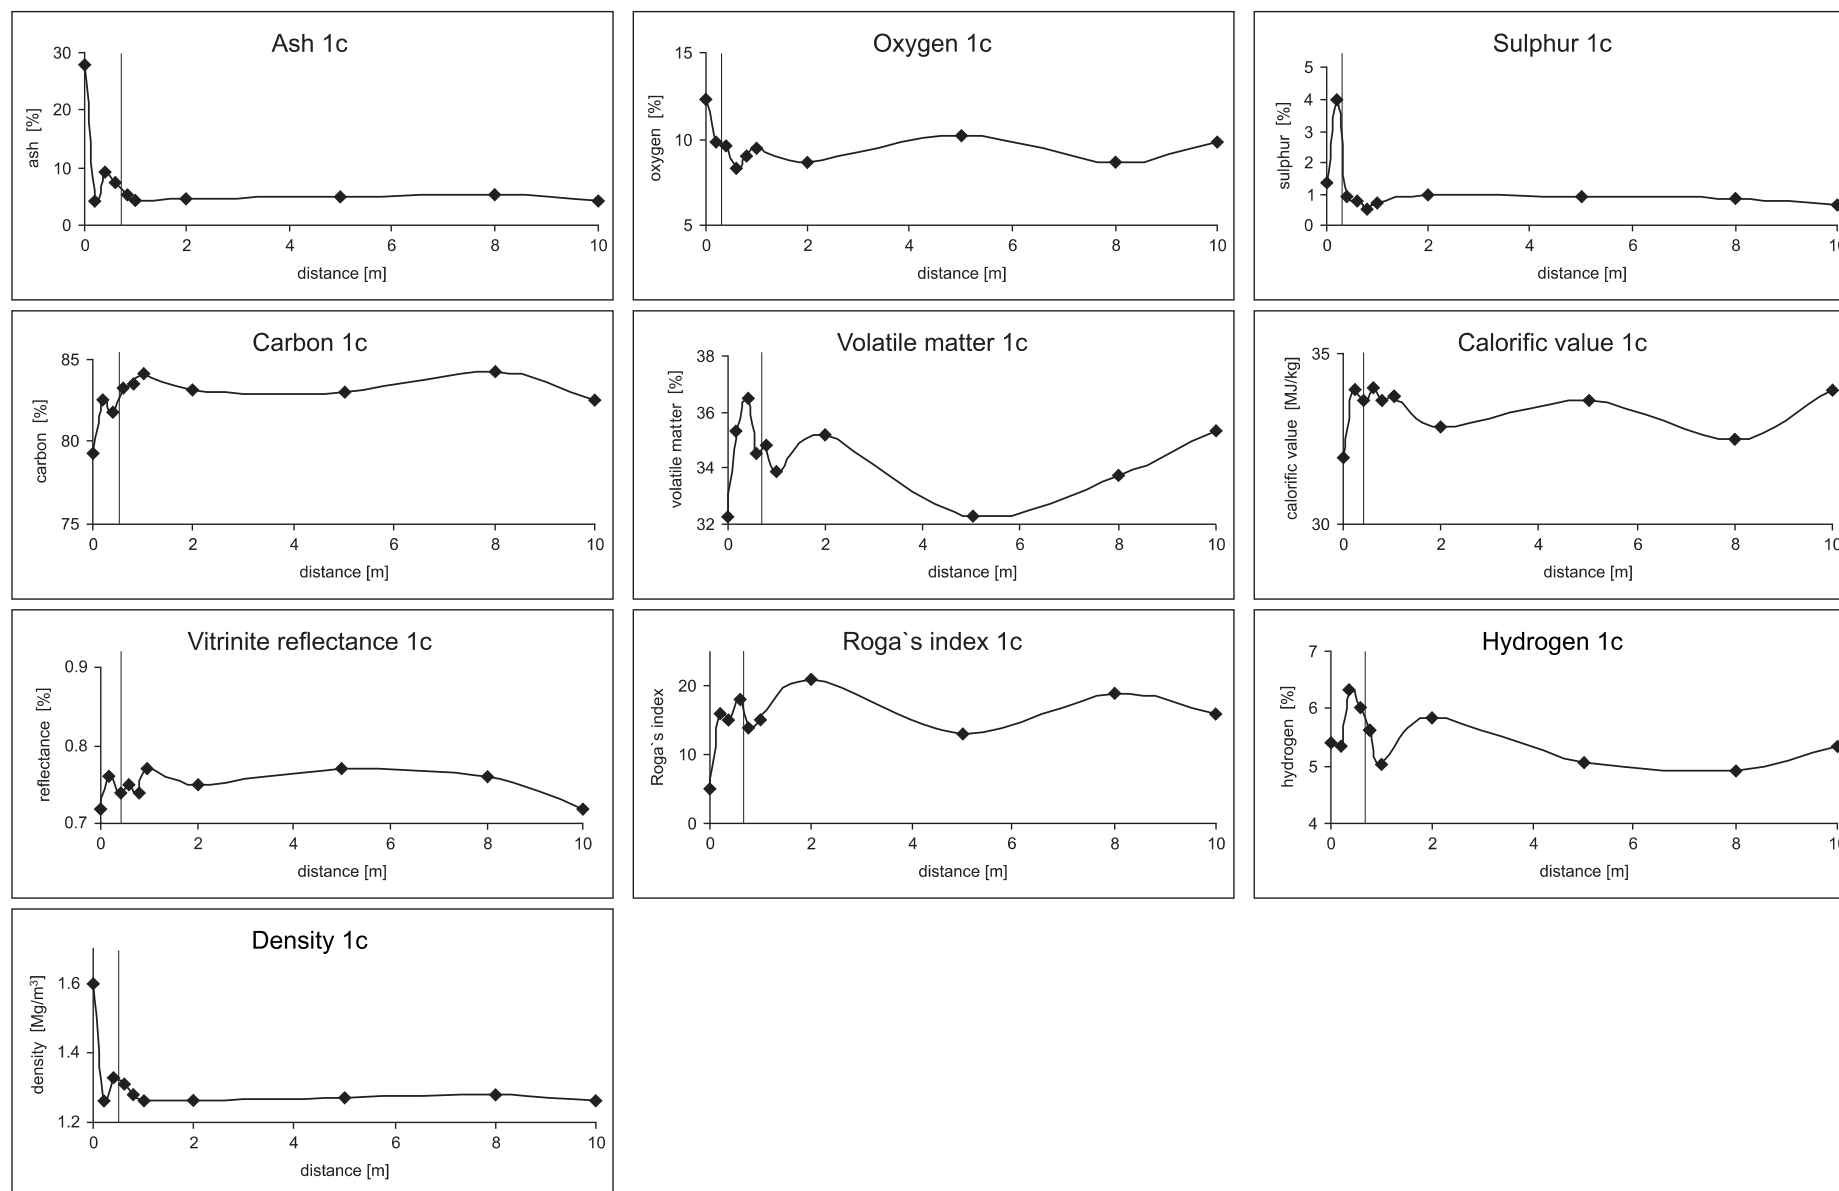 Ash 1c
ash [%]
30
20
10
0
0 2 4 6 8 10
distance [m]
Oxygen 1c
oxygen [%]
15
10
5
0 2 4 6 8 10
distance [m]
Sulphur 1c
sulphur [%]
5
4
3
2
1
0
0 2 4 6 8 10
distance [m]
Carbon 1c
carbon [%]
85
80
75
0 2 4 6 8 10
distance [m]
Volatile matter 1c
volatile matter [%]
38
36
34
32
0 2 4 6 8 10
distance [m]
Calorific value 1c
calorific value [MJ/kg]
35
30
0 2 4 6 8 10
distance [m]
Vitrinite reflectance 1c
reflectance [%]
0.9
0.8
0.7
0 2 4 6 8 10
distance [m]
Roga`s index 1c
Roga`s index
20
10
0
0 2 4 6 8 10
distance [m]
Hydrogen 1c
hydrogen [%]
7
6
5
4
0 2 4 6 8 10
distance [m]
Density 1c
density [Mg/m³]
1.6
1.4
1.2
0 2 4 6 8 10
distance [m]